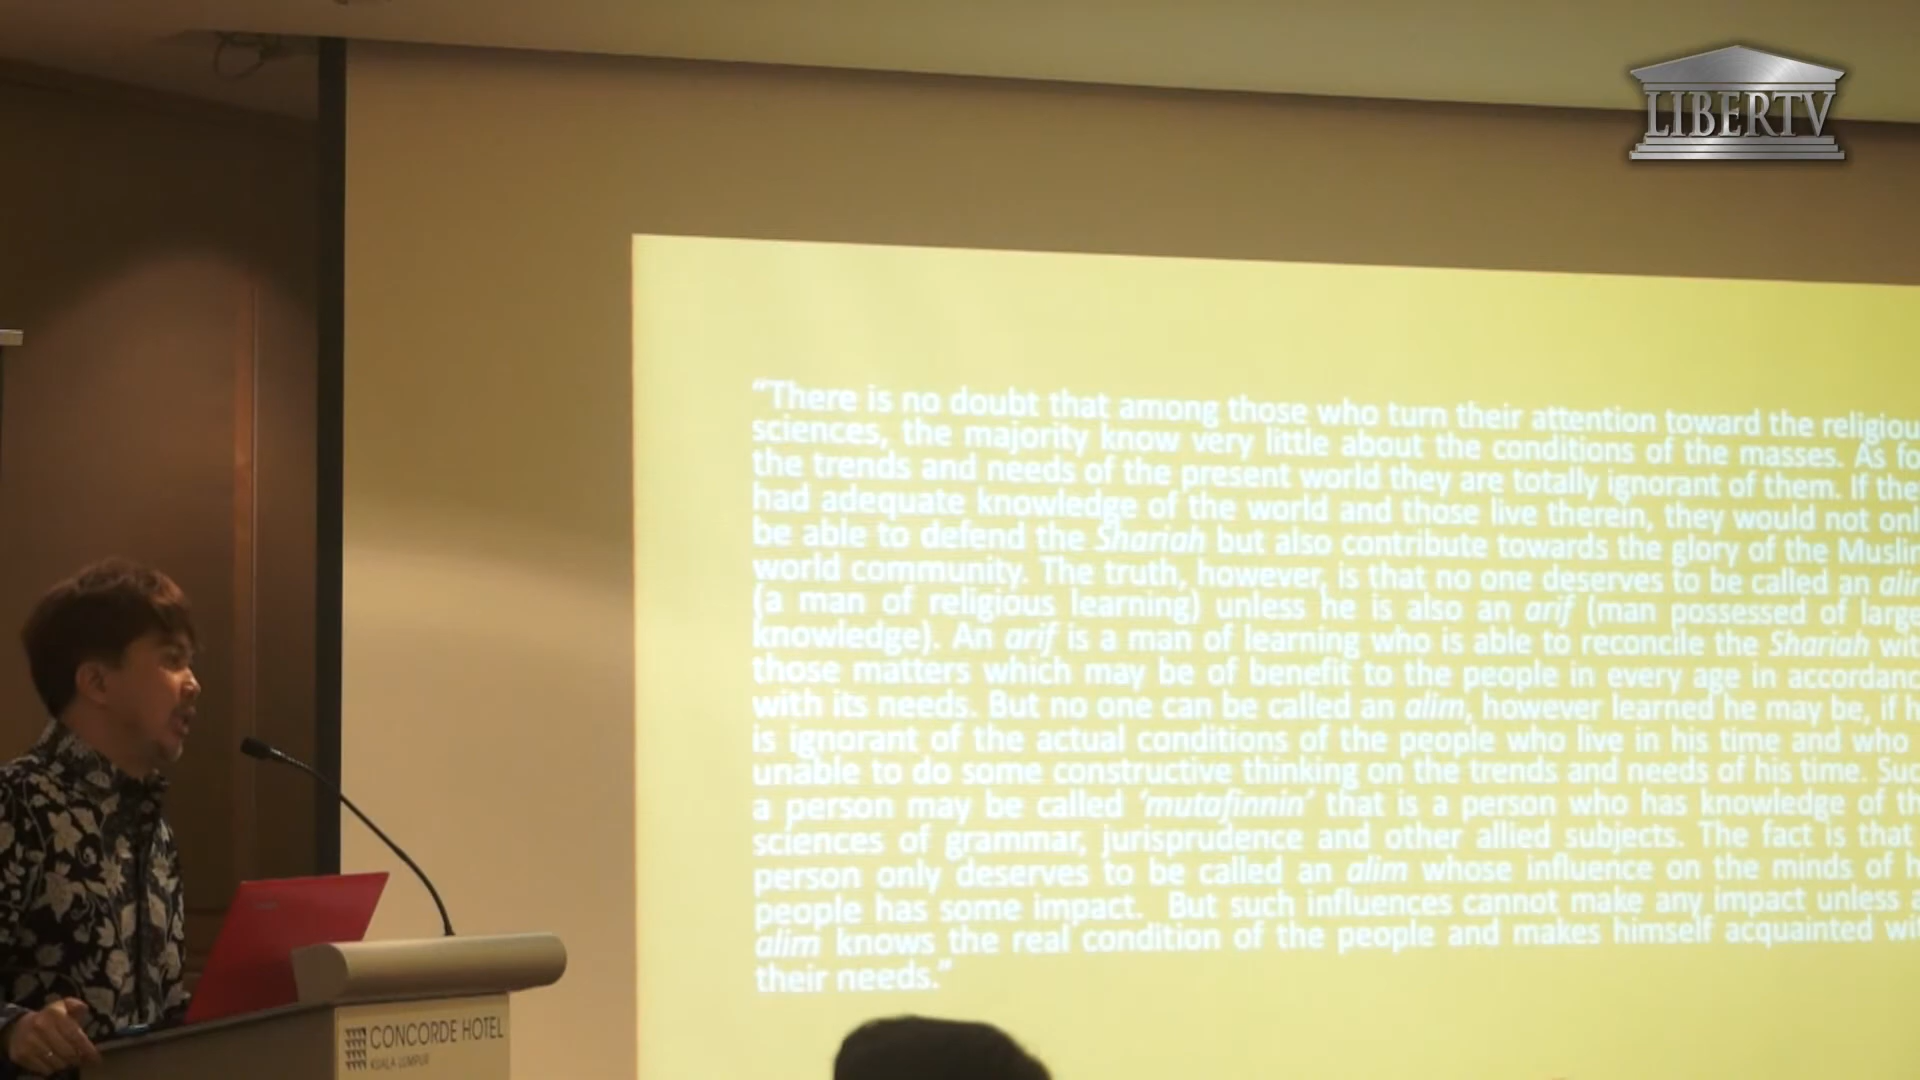 LIBERTV
“There is no doubt that among those who turn their attention toward the religiou
sciences, the majority know very little about the conditions of the masses. As fo
the trends and needs of the present world they are totally ignorant of them. If the
had adequate knowledge of the world and those live therein, they would not onl
be able to defend the Shariah but also contribute towards the glory of the Muslim
world community. The truth, however, is that no one deserves to be called an alim
(a man of religious learning) unless he is also an arif (man possessed of large
knowledge). An arif is a man of learning who is able to reconcile the Shariah wit
those matters which may be of benefit to the people in every age in accordanc
with its needs. But no one can be called an alim, however learned he may be, if h
is ignorant of the actual conditions of the people who live in his time and who
unable to do some constructive thinking on the trends and needs of his time. Suc
a person may be called ‘mutafinnin’ that is a person who has knowledge of th
sciences of grammar, jurisprudence and other allied subjects. The fact is that
person only deserves to be called an alim whose influence on the minds of h
people has some impact. But such influences cannot make any impact unless a
alim knows the real condition of the people and makes himself acquainted wit
their needs.”
CONCORDE HOTEL
KUALA LUMPUR